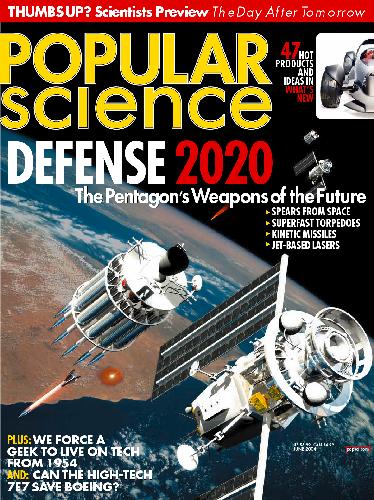 THUMBS UP? Scientists Preview The Day After Tomorrow
POPULAR
SCIENCE
47 HOT
PRODUCTS
AND
IDEAS IN
WHAT'S
NEW
DEFENSE 2020
The Pentagon's Weapons of the Future
SPEARS FROM SPACE
SUPERFAST TORPEDOES
KINETIC MISSILES
JET-BASED LASERS
PLUS: WE FORCE A
GEEK TO LIVE ON TECH
FROM 1954
AND: CAN THE HIGH-TECH
7E7 SAVE BOEING?
JUNE 2004
popsci.com